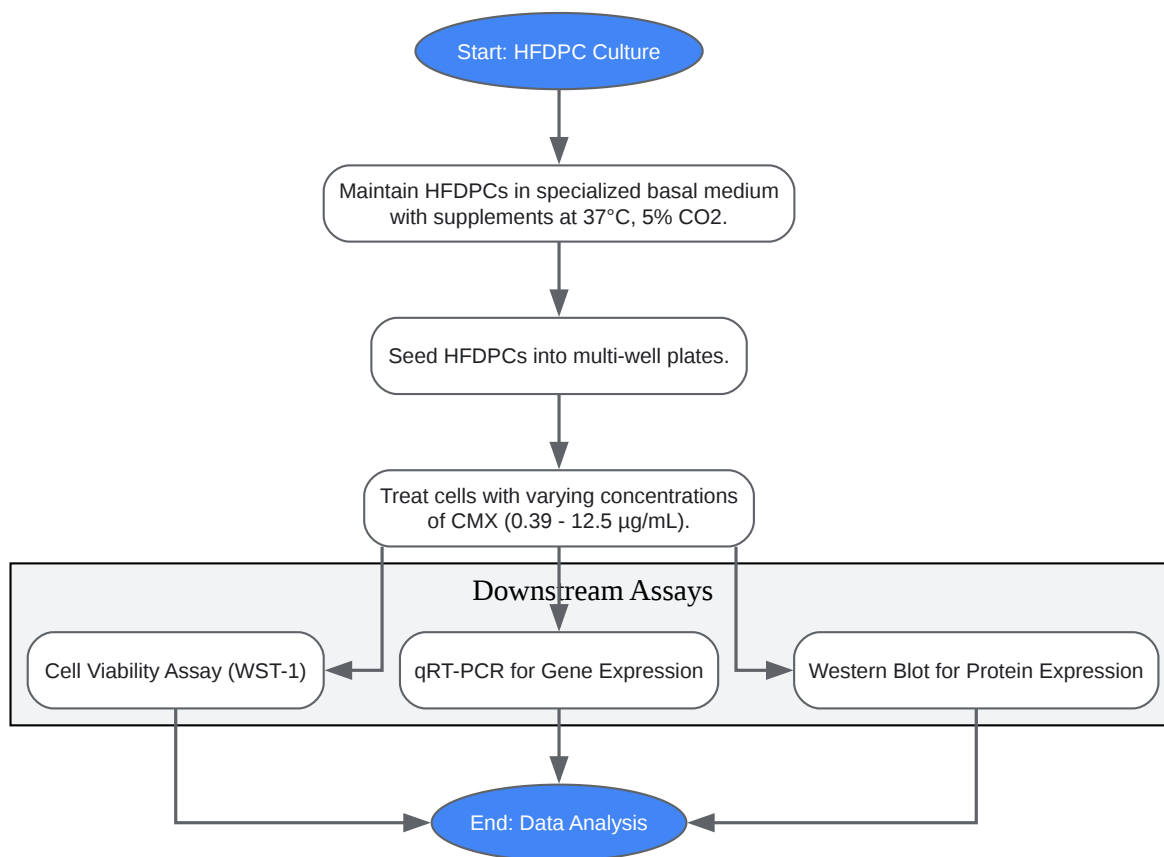 Start: HFDPC Culture
Maintain HFDPCs in specialized basal medium
with supplements at 37°C, 5% CO2.
Seed HFDPCs into multi-well plates.
Treat cells with varying concentrations
of CMX (0.39 - 12.5 µg/mL).
Downstream Assays
Cell Viability Assay (WST-1)
qRT-PCR for Gene Expression
Western Blot for Protein Expression
End: Data Analysis